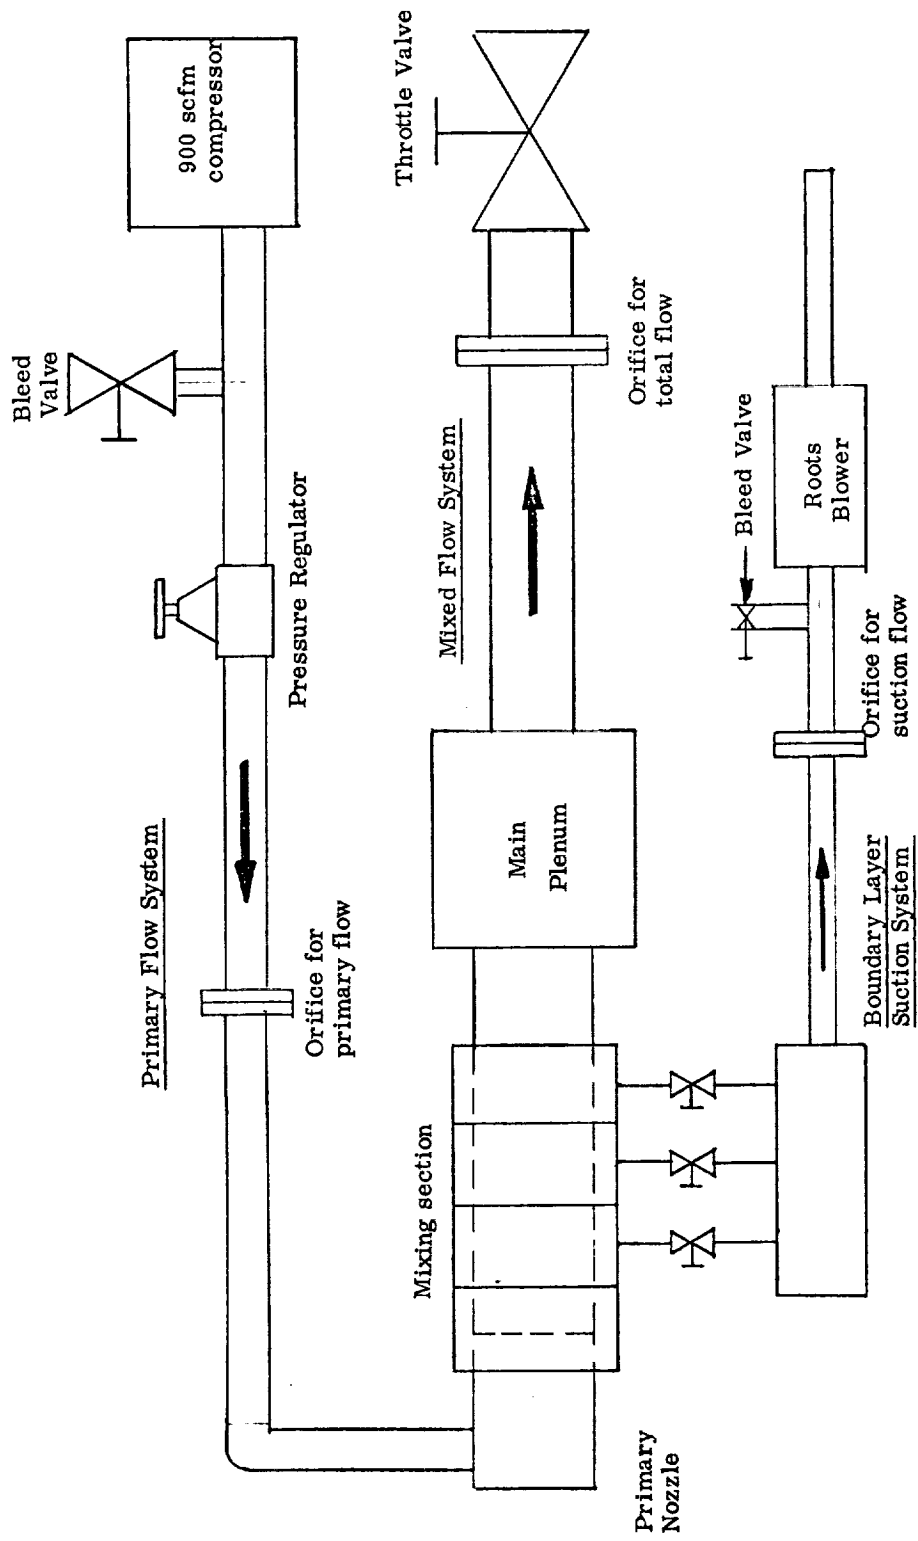 900 scfm
compressor
Bleed
Valve
Pressure Regulator
Primary Flow System
Orifice for
primary flow
Throttle Valve
Orifice for
total flow
Mixed Flow System
Main
Plenum
Mixing section
Primary
Nozzle
Bleed Valve
Roots
Blower
Orifice for
suction flow
Boundary Layer
Suction System